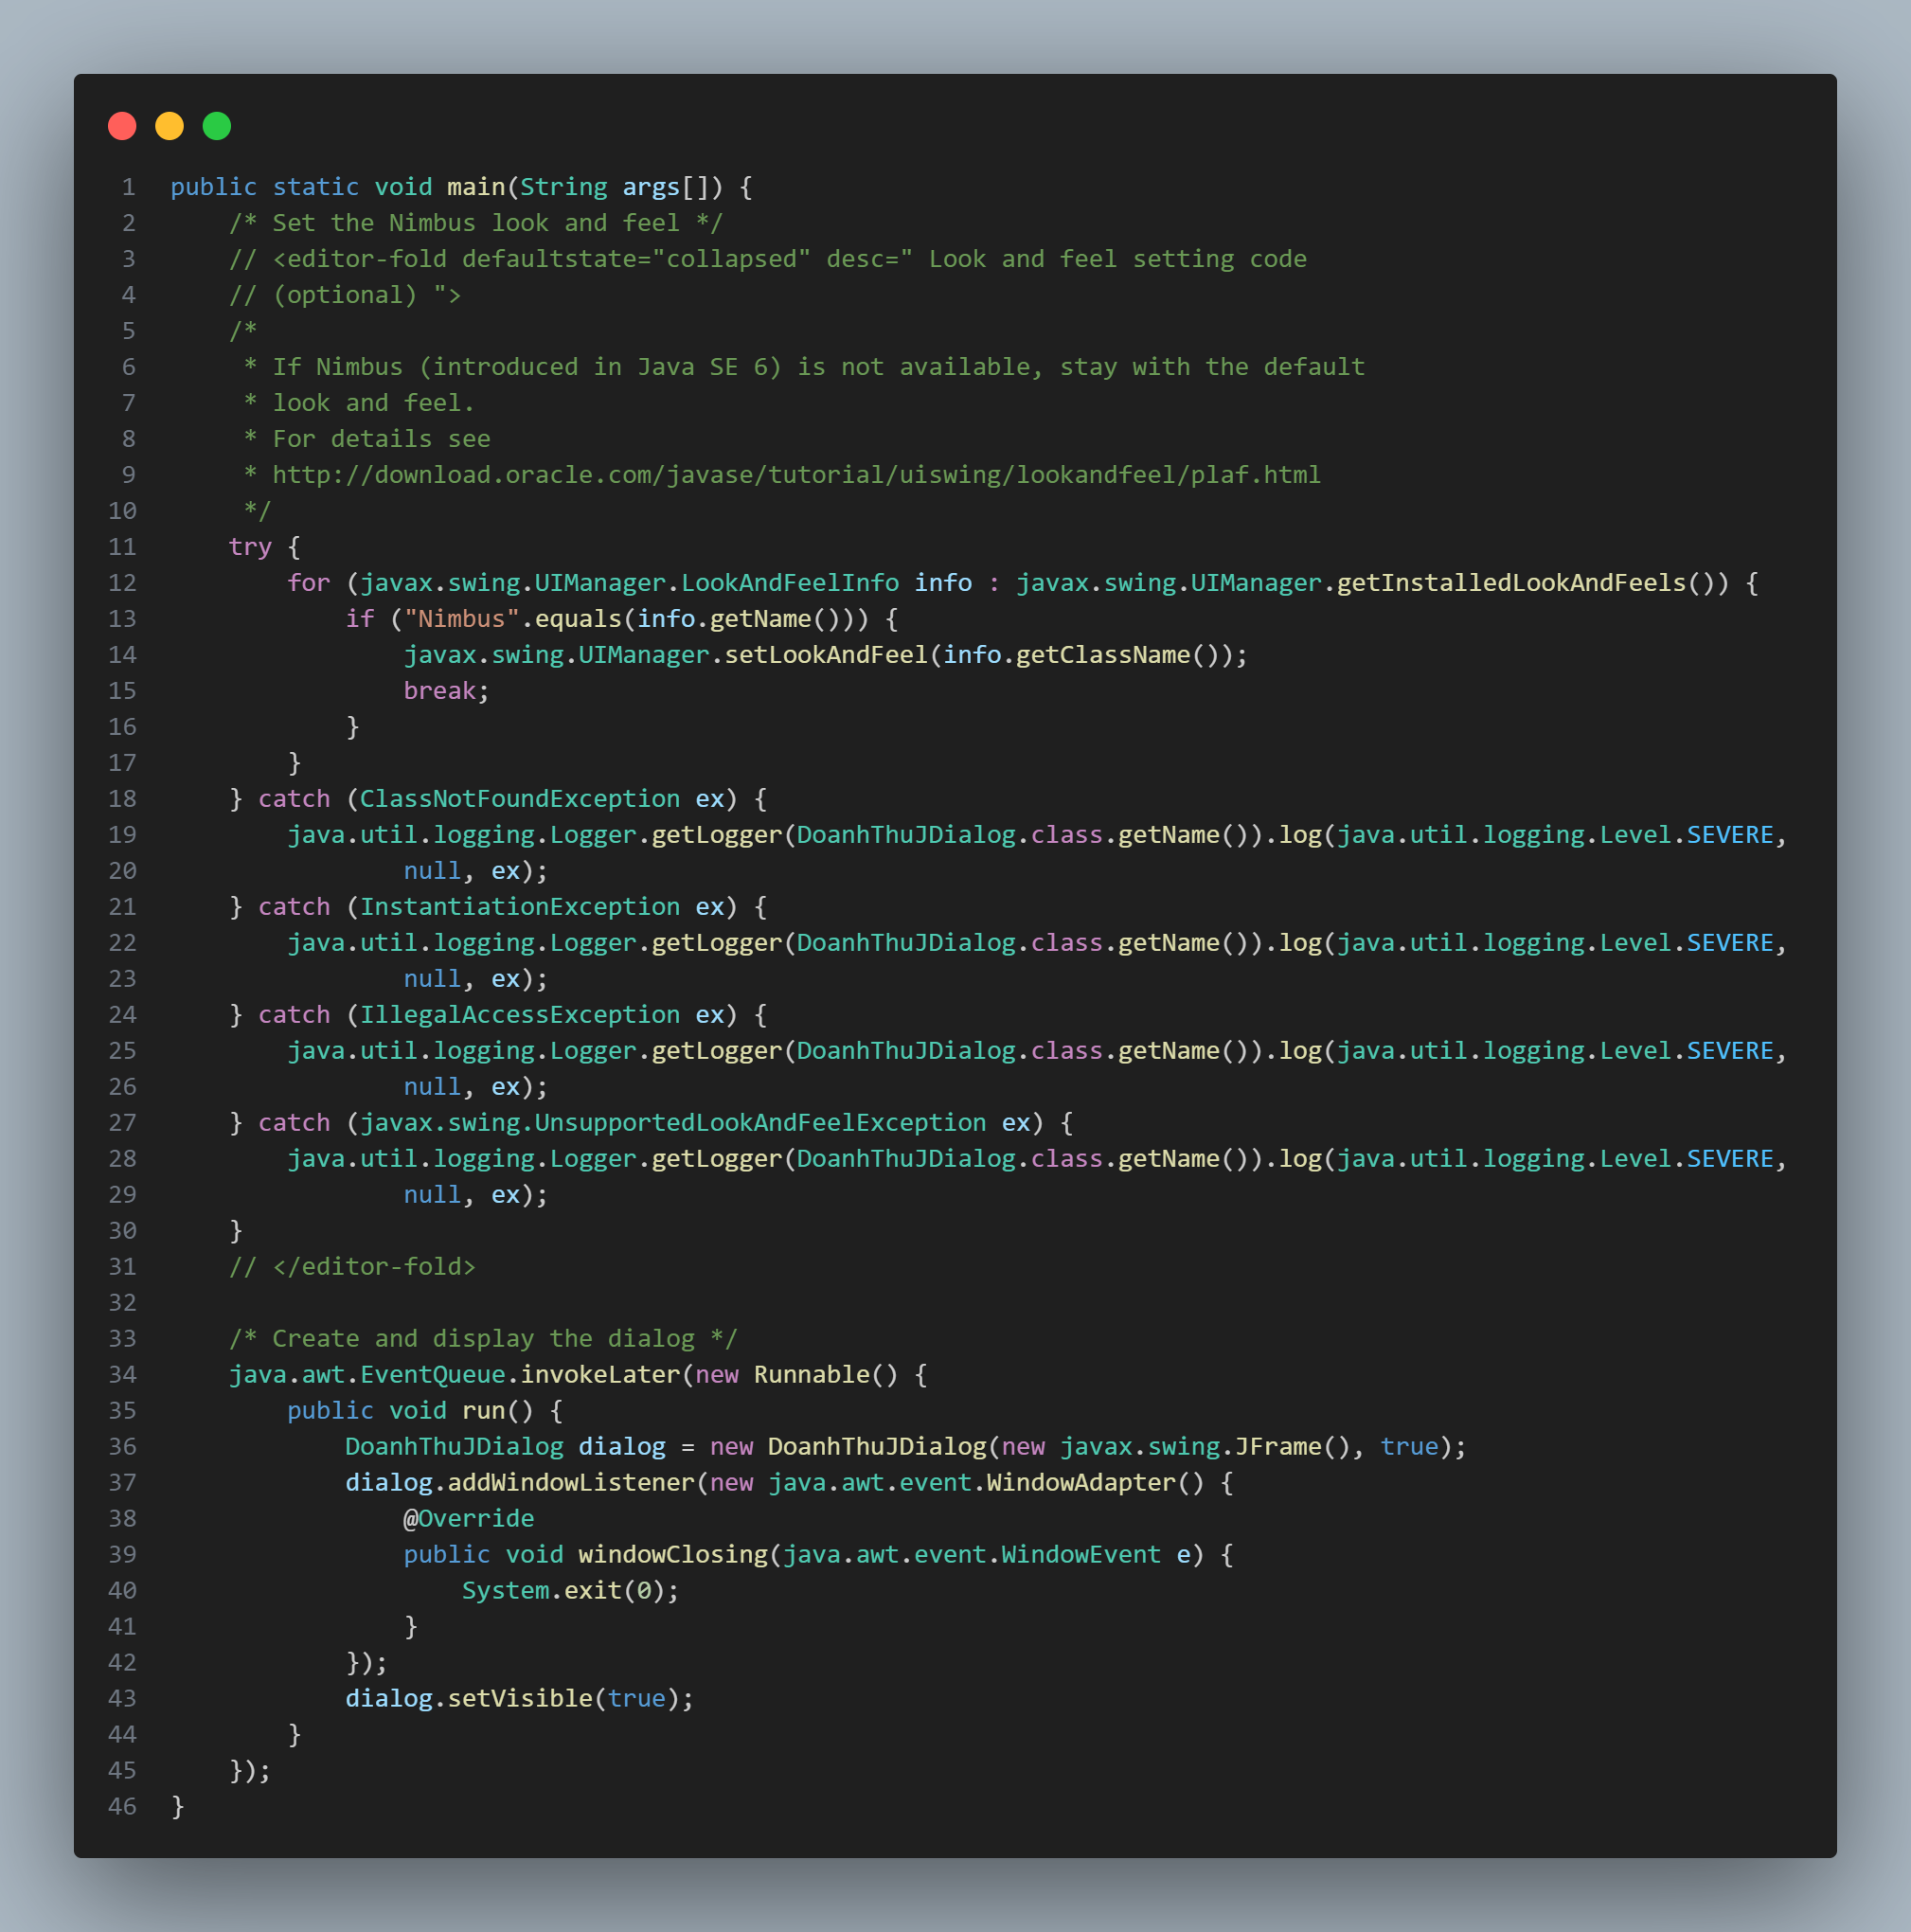 1 public static void main(String args[]) {
2     /* Set the Nimbus look and feel */
3     // <editor-fold defaultstate="collapsed" desc=" Look and feel setting code
4     // (optional) ">
5     /*
6      * If Nimbus (introduced in Java SE 6) is not available, stay with the default
7      * look and feel.
8      * For details see
9      * http://download.oracle.com/javase/tutorial/uiswing/lookandfeel/plaf.html
10      */
11     try {
12         for (javax.swing.UIManager.LookAndFeelInfo info : javax.swing.UIManager.getInstalledLookAndFeels()) {
13             if ("Nimbus".equals(info.getName())) {
14                 javax.swing.UIManager.setLookAndFeel(info.getClassName());
15                 break;
16             }
17         }
18     } catch (ClassNotFoundException ex) {
19         java.util.logging.Logger.getLogger(DoanhThuJDialog.class.getName()).log(java.util.logging.Level.SEVERE,
20                 null, ex);
21     } catch (InstantiationException ex) {
22         java.util.logging.Logger.getLogger(DoanhThuJDialog.class.getName()).log(java.util.logging.Level.SEVERE,
23                 null, ex);
24     } catch (IllegalAccessException ex) {
25         java.util.logging.Logger.getLogger(DoanhThuJDialog.class.getName()).log(java.util.logging.Level.SEVERE,
26                 null, ex);
27     } catch (javax.swing.UnsupportedLookAndFeelException ex) {
28         java.util.logging.Logger.getLogger(DoanhThuJDialog.class.getName()).log(java.util.logging.Level.SEVERE,
29                 null, ex);
30     }
31     // </editor-fold>
32
33     /* Create and display the dialog */
34     java.awt.EventQueue.invokeLater(new Runnable() {
35         public void run() {
36             DoanhThuJDialog dialog = new DoanhThuJDialog(new javax.swing.JFrame(), true);
37             dialog.addWindowListener(new java.awt.event.WindowAdapter() {
38                 @Override
39                 public void windowClosing(java.awt.event.WindowEvent e) {
40                     System.exit(0);
41                 }
42             });
43             dialog.setVisible(true);
44         }
45     });
46 }